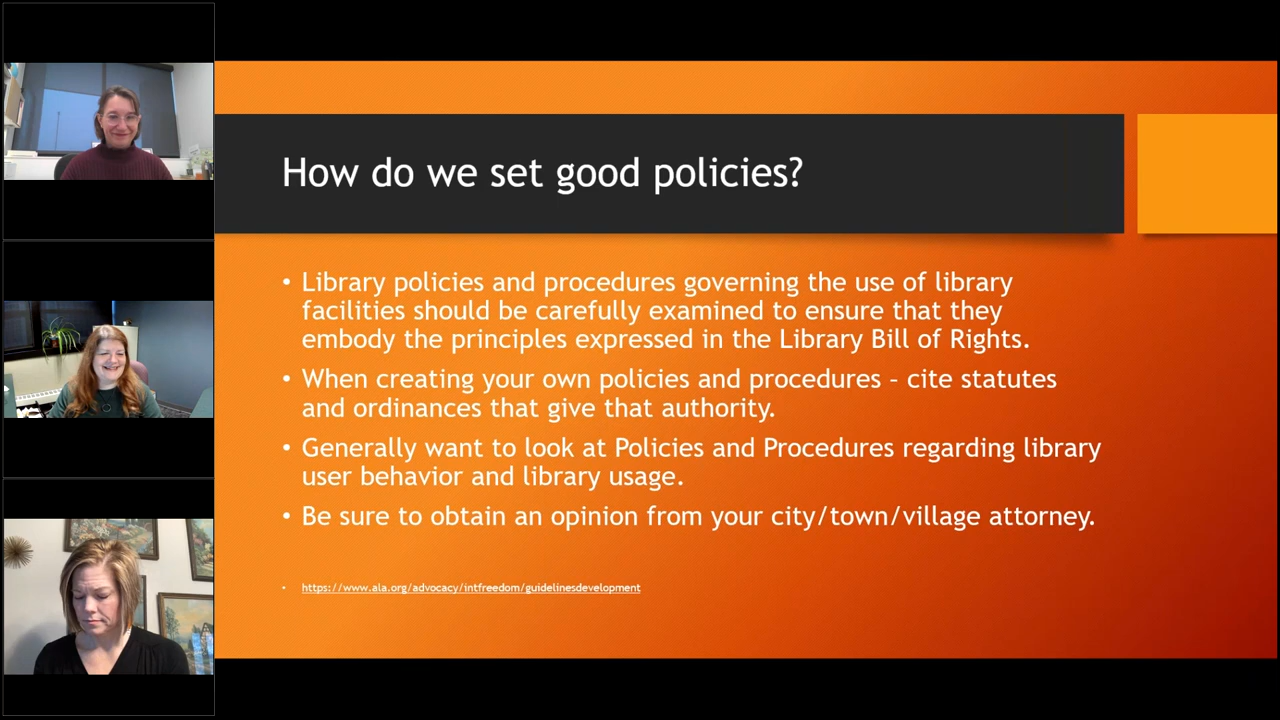 How do we set good policies?
• Library policies and procedures governing the use of library
facilities should be carefully examined to ensure that they
embody the principles expressed in the Library Bill of Rights.
• When creating your own policies and procedures – cite statutes
and ordinances that give that authority.
• Generally want to look at Policies and Procedures regarding library
user behavior and library usage.
• Be sure to obtain an opinion from your city/town/village attorney.
• https://www.ala.org/advocacy/intfreedom/guidelinesdevelopment